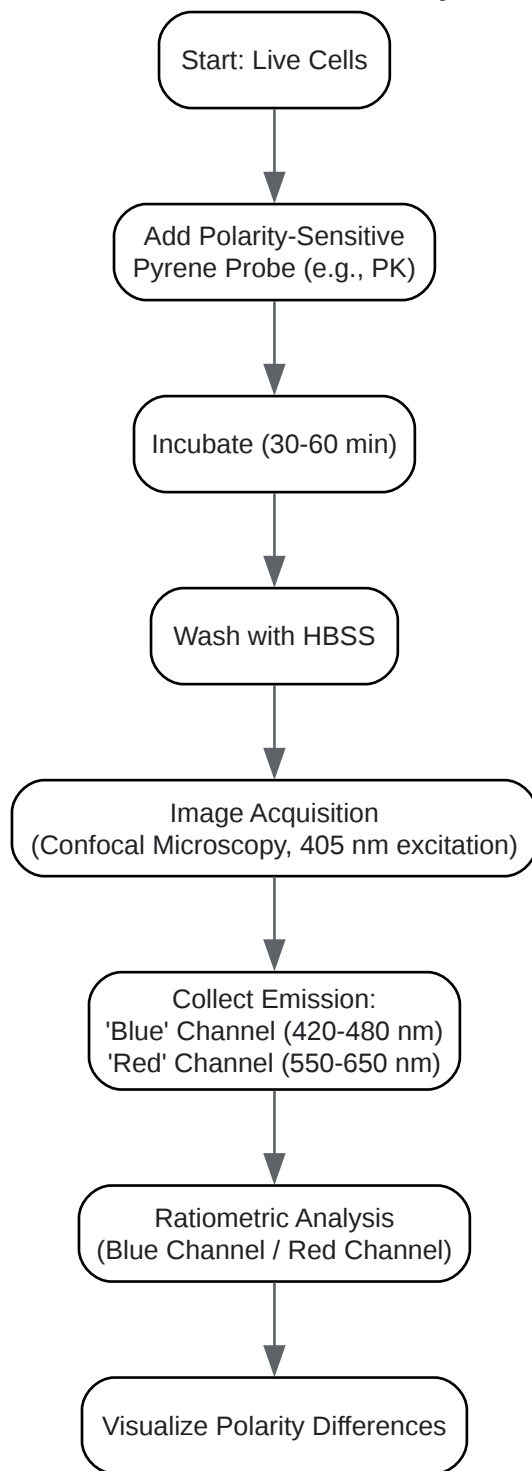 Start: Live Cells
Add Polarity-Sensitive
Pyrene Probe (e.g., PK)
Incubate (30-60 min)
Wash with HBSS
Image Acquisition
(Confocal Microscopy, 405 nm excitation)
Collect Emission:
'Blue' Channel (420-480 nm)
'Red' Channel (550-650 nm)
Ratiometric Analysis
(Blue Channel / Red Channel)
Visualize Polarity Differences